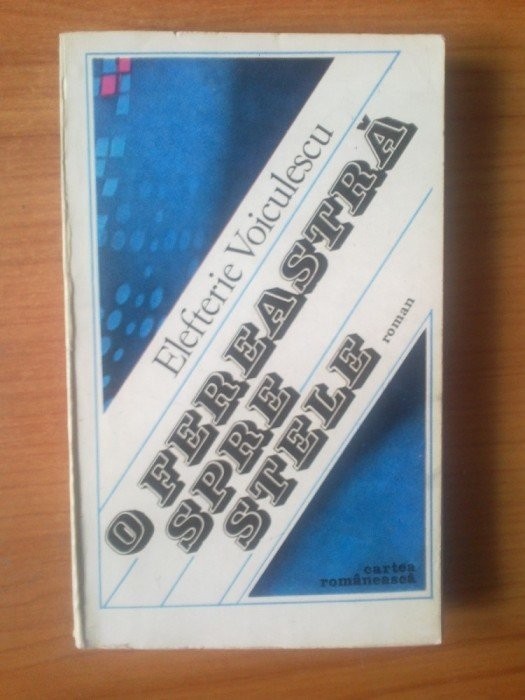 Elefterie Voiculescu
O FEREASTRĂ
SPRE
STELE
roman
cartea
românească